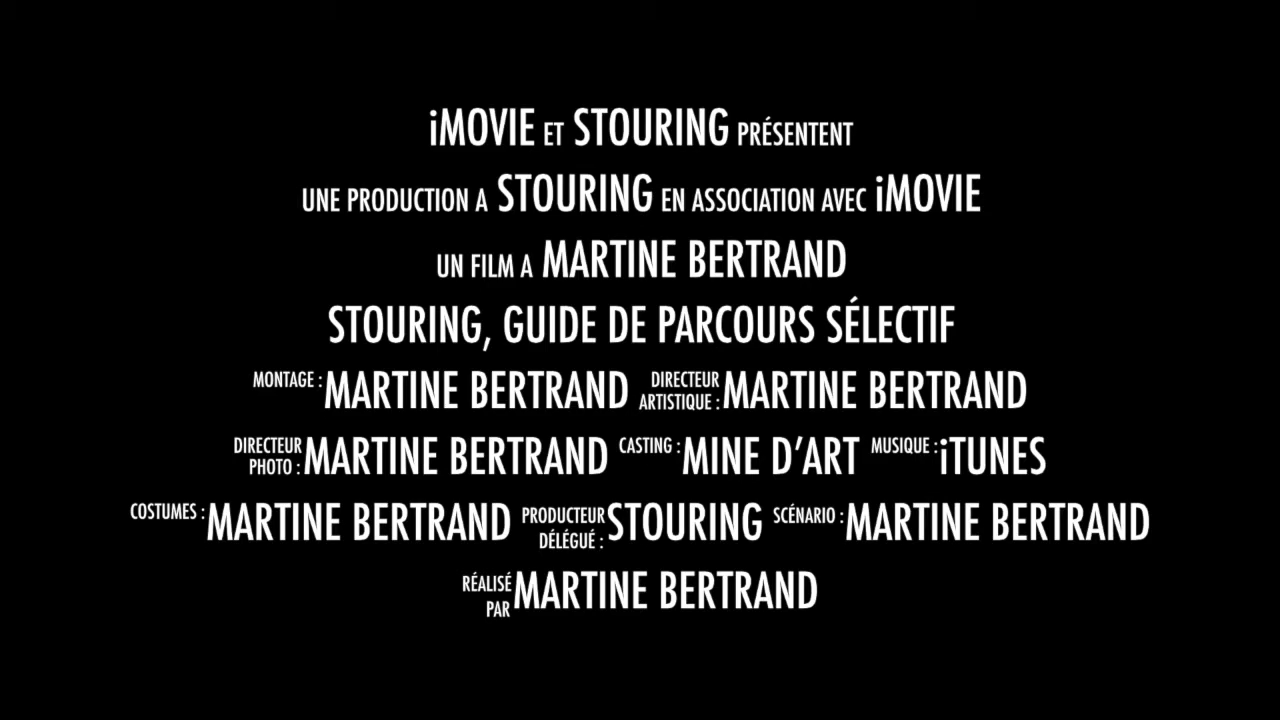 iMOVIE ET STOURING PRÉSENTENT
UNE PRODUCTION A STOURING EN ASSOCIATION AVEC iMOVIE
UN FILM A MARTINE BERTRAND
STOURING, GUIDE DE PARCOURS SÉLECTIF
MONTAGE : MARTINE BERTRAND DIRECTEUR ARTISTIQUE : MARTINE BERTRAND
DIRECTEUR PHOTO : MARTINE BERTRAND CASTING : MINE D’ART MUSIQUE : iTUNES
COSTUMES : MARTINE BERTRAND PRODUCTEUR DÉLÉGUÉ : STOURING SCÉNARIO : MARTINE BERTRAND
RÉALISÉ PAR MARTINE BERTRAND